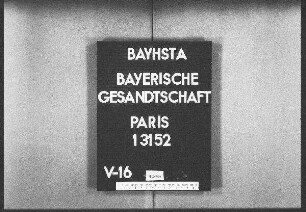 BAYHSTA
BAYERISCHE
GESANDTSCHAFT
PARIS
13152
V-16